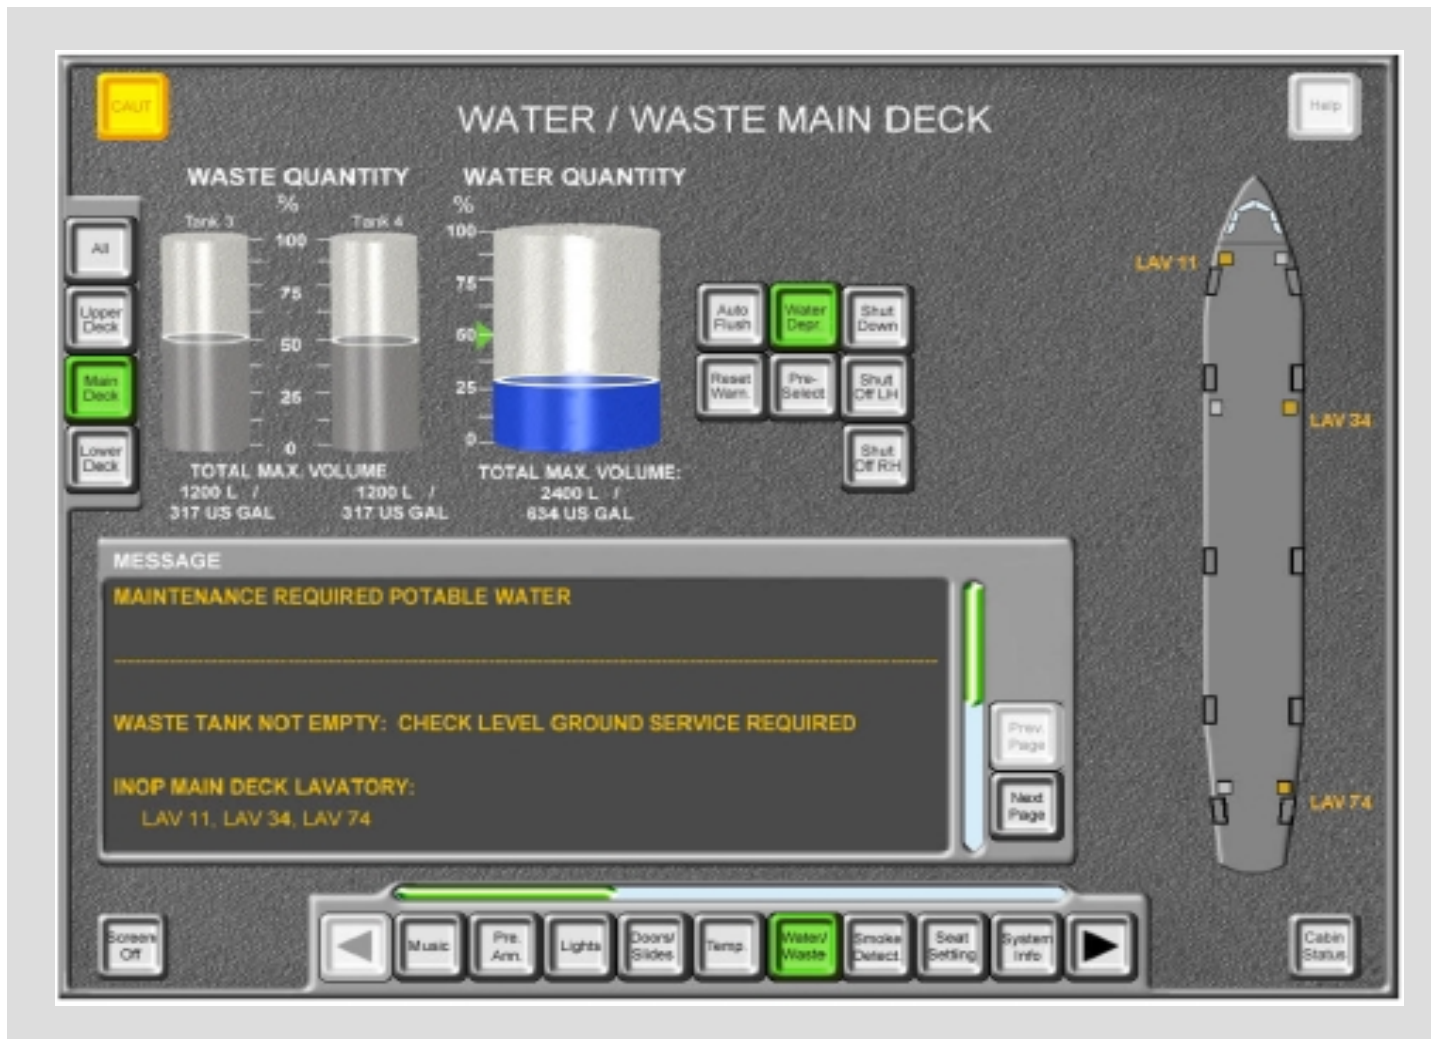 CAUT
WATER / WASTE MAIN DECK
Help
WASTE QUANTITY
WATER QUANTITY
%
%
Tank 3
Tank 4
100
75
50
25
0
100
75
50
25
0
TOTAL MAX. VOLUME
1200 L /
317 US GAL
1200 L /
317 US GAL
TOTAL MAX. VOLUME:
2400 L /
634 US GAL
All
Upper
Deck
Main
Deck
Lower
Deck
Auto
Flush
Water
Depr.
Shut
Down
Reset
Warn.
Pre-
Select
Shut
Off LH
Shut
Off RH
LAV 11
LAV 34
LAV 74
MESSAGE
MAINTENANCE REQUIRED POTABLE WATER
WASTE TANK NOT EMPTY: CHECK LEVEL GROUND SERVICE REQUIRED
INOP MAIN DECK LAVATORY:
LAV 11, LAV 34, LAV 74
Prev.
Page
Next
Page
Screen
Off
Music
Pre.
Ann.
Lights
Doors/
Slides
Temp.
Water/
Waste
Smoke
Detect.
Seat
Setting
System
Info
Cabin
Status